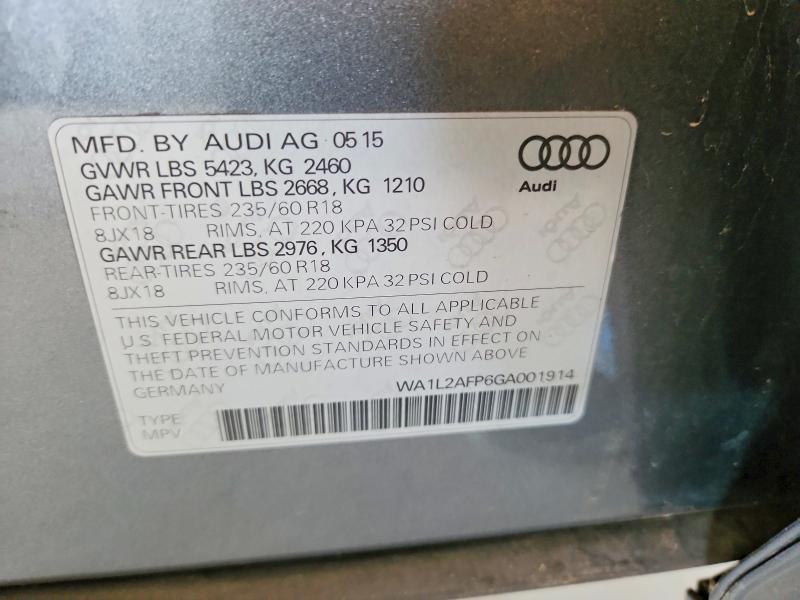 MFD. BY AUDI AG 05 15
GVWR LBS 5423, KG 2460
GAWR FRONT LBS 2668, KG 1210
FRONT-TIRES 235/60 R18
8JX18 RIMS, AT 220 KPA 32 PSI COLD
GAWR REAR LBS 2976, KG 1350
REAR-TIRES 235/60 R18
8JX18 RIMS, AT 220 KPA 32 PSI COLD
Audi
THIS VEHICLE CONFORMS TO ALL APPLICABLE
U.S. FEDERAL MOTOR VEHICLE SAFETY AND
THEFT PREVENTION STANDARDS IN EFFECT ON
THE DATE OF MANUFACTURE SHOWN ABOVE
GERMANY WA1L2AFP6GA001914
TYPE
MPV